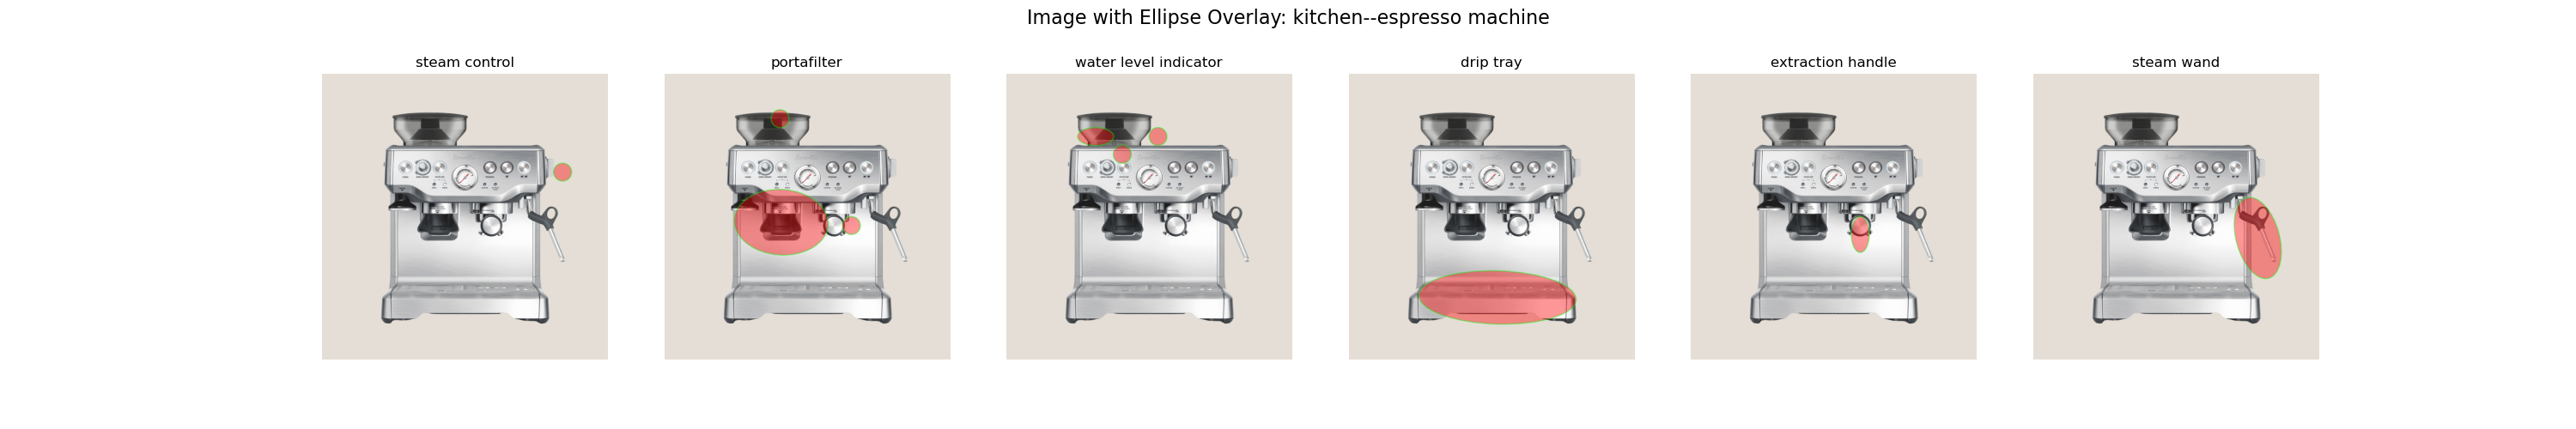 Image with Ellipse Overlay: kitchen--espresso machine
steam control
portafilter
water level indicator
drip tray
extraction handle
steam wand